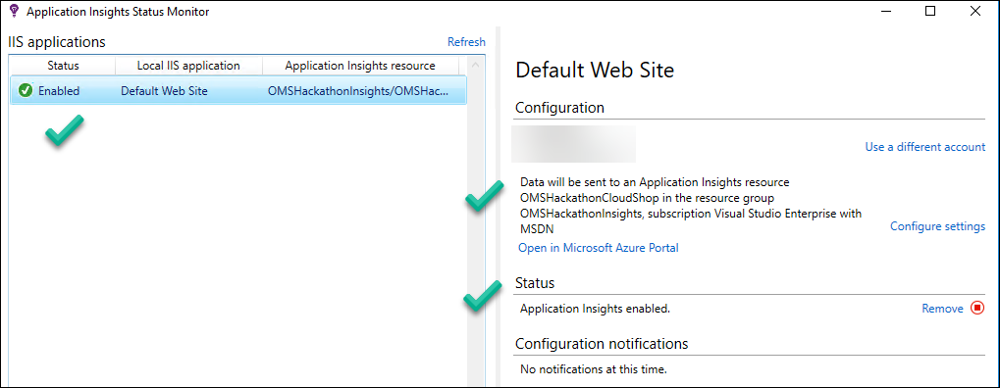 Application Insights Status Monitor
IIS applications
Refresh
Status
Local IIS application
Application Insights resource
Enabled
Default Web Site
OMSHackathonInsights/OMSHac...
Default Web Site
Configuration
Use a different account
Data will be sent to an Application Insights resource
OMSHackathonCloudShop in the resource group
OMSHackathonInsights, subscription Visual Studio Enterprise with
MSDN
Configure settings
Open in Microsoft Azure Portal
Status
Application Insights enabled.
Remove
Configuration notifications
No notifications at this time.